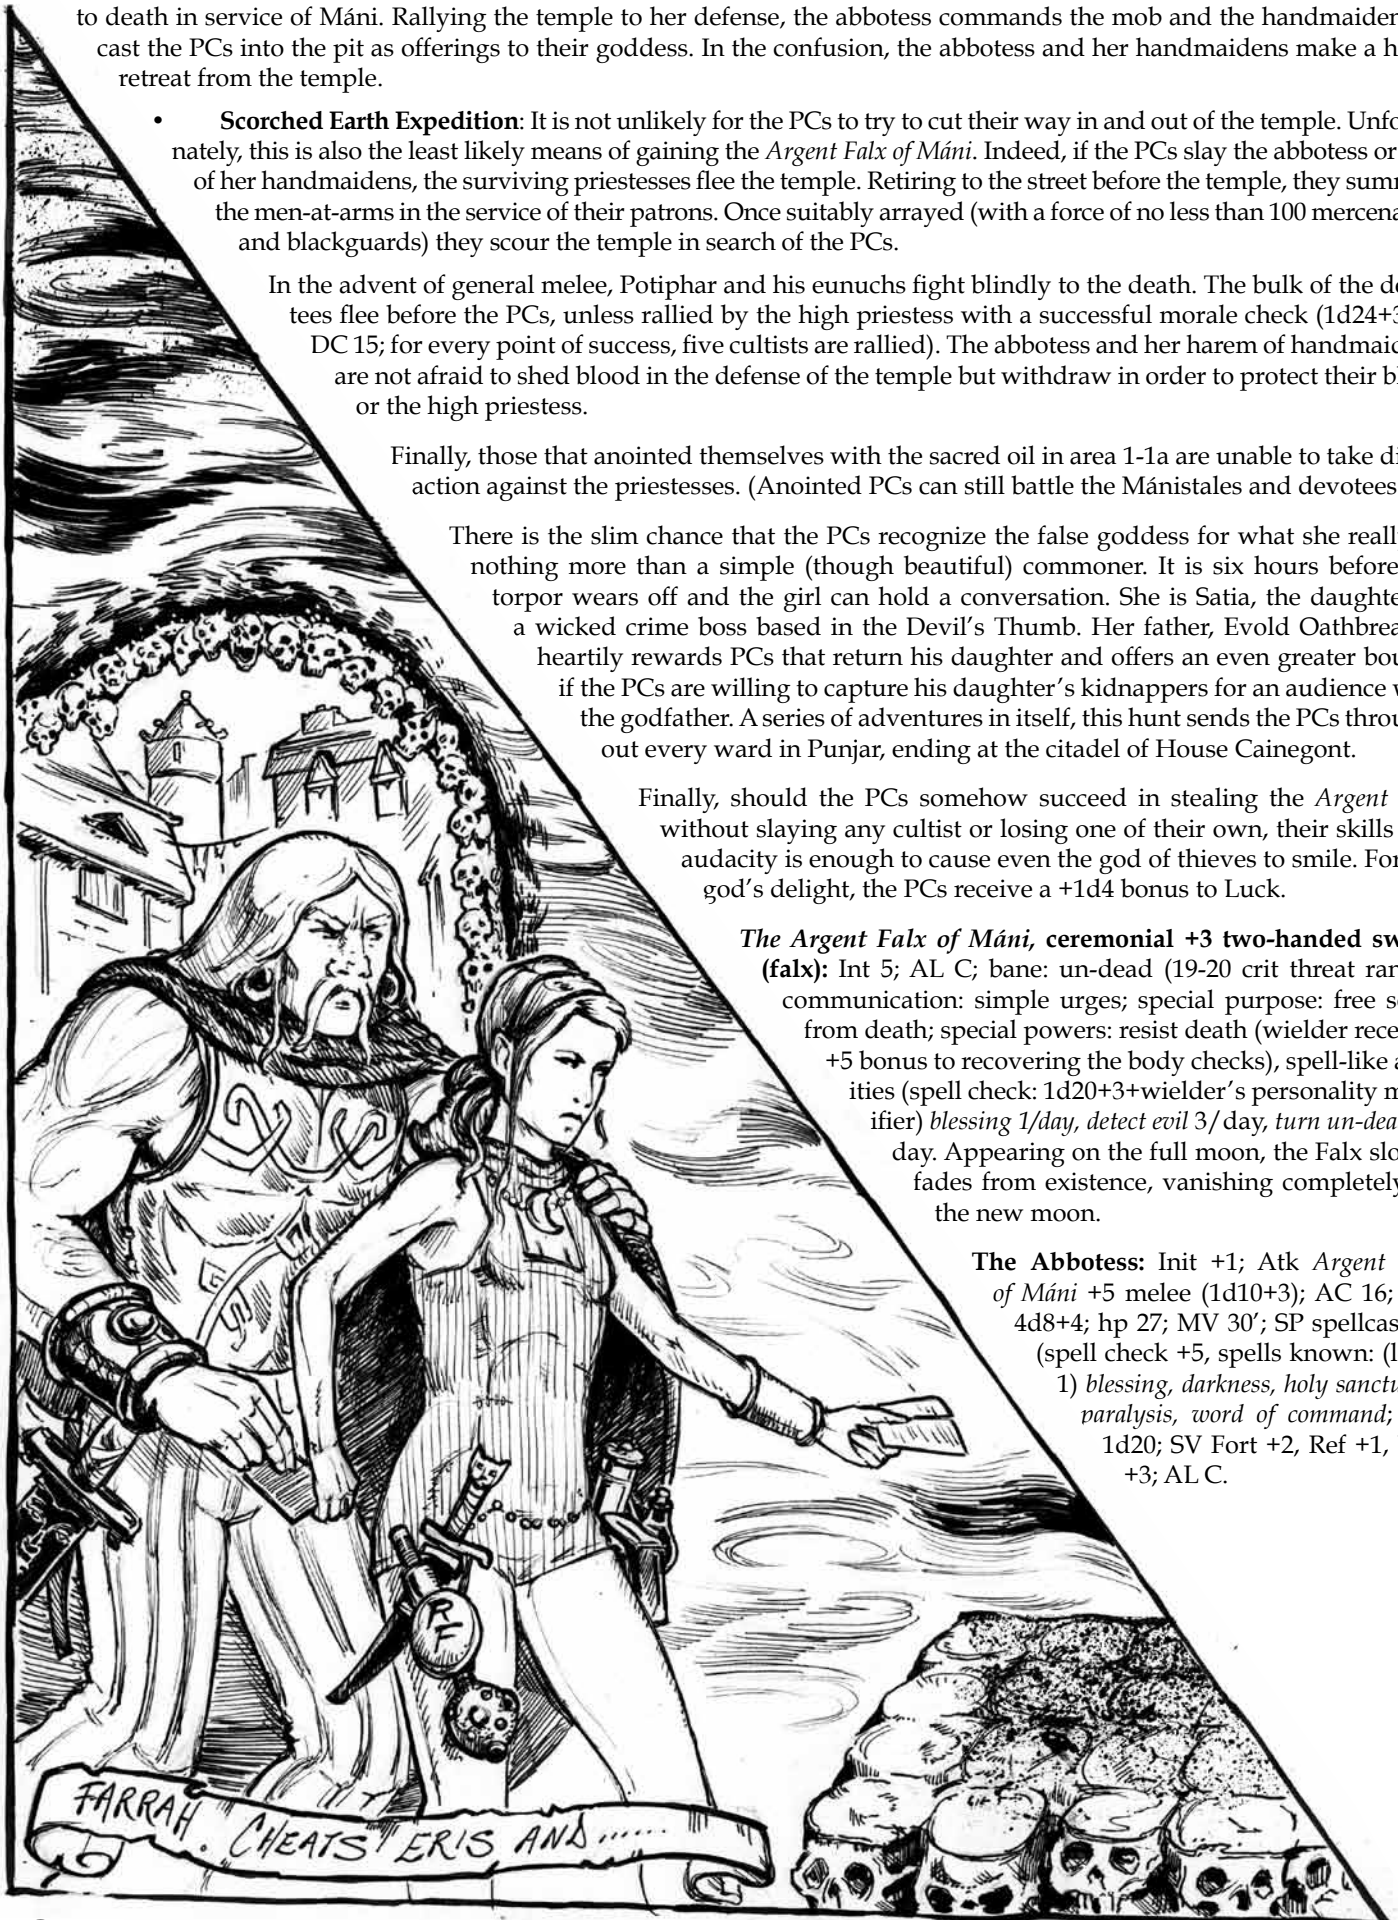 to death in service of Máni. Rallying the temple to her defense, the abbotess commands the mob and the handmaiden
cast the PCs into the pit as offerings to their goddess. In the confusion, the abbotess and her handmaidens make a h
retreat from the temple.
• Scorched Earth Expedition: It is not unlikely for the PCs to try to cut their way in and out of the temple. Unfo
nately, this is also the least likely means of gaining the Argent Falx of Máni. Indeed, if the PCs slay the abbotess or
of her handmaidens, the surviving priestesses flee the temple. Retiring to the street before the temple, they sum
the men-at-arms in the service of their patrons. Once suitably arrayed (with a force of no less than 100 mercena
and blackguards) they scour the temple in search of the PCs.
In the advent of general melee, Potiphar and his eunuchs fight blindly to the death. The bulk of the de
tees flee before the PCs, unless rallied by the high priestess with a successful morale check (1d24+3
DC 15; for every point of success, five cultists are rallied). The abbotess and her harem of handmaid
are not afraid to shed blood in the defense of the temple but withdraw in order to protect their bl
or the high priestess.
Finally, those that anointed themselves with the sacred oil in area 1-1a are unable to take di
action against the priestesses. (Anointed PCs can still battle the Mánistales and devotees
There is the slim chance that the PCs recognize the false goddess for what she reall
nothing more than a simple (though beautiful) commoner. It is six hours before
torpor wears off and the girl can hold a conversation. She is Satia, the daughte
a wicked crime boss based in the Devil's Thumb. Her father, Evold Oathbrea
heartily rewards PCs that return his daughter and offers an even greater bou
if the PCs are willing to capture his daughter's kidnappers for an audience w
the godfather. A series of adventures in itself, this hunt sends the PCs throu
out every ward in Punjar, ending at the citadel of House Cainegont.
Finally, should the PCs somehow succeed in stealing the Argent
without slaying any cultist or losing one of their own, their skills
audacity is enough to cause even the god of thieves to smile. For
god's delight, the PCs receive a +1d4 bonus to Luck.
The Argent Falx of Máni, ceremonial +3 two-handed sw
(falx): Int 5; AL C; bane: un-dead (19-20 crit threat ran
communication: simple urges; special purpose: free s
from death; special powers: resist death (wielder rece
+5 bonus to recovering the body checks), spell-like a
ities (spell check: 1d20+3+wielder's personality m
ifier) blessing 1/day, detect evil 3/day, turn un-dea
day. Appearing on the full moon, the Falx slo
fades from existence, vanishing completely
the new moon.
The Abbotess: Init +1; Atk Argent
of Máni +5 melee (1d10+3); AC 16;
4d8+4; hp 27; MV 30'; SP spellcas
(spell check +5, spells known: (l
1) blessing, darkness, holy sanctu
paralysis, word of command;
1d20; SV Fort +2, Ref +1,
+3; AL C.
RF
FARRAH. CHEATS ERIS AND......